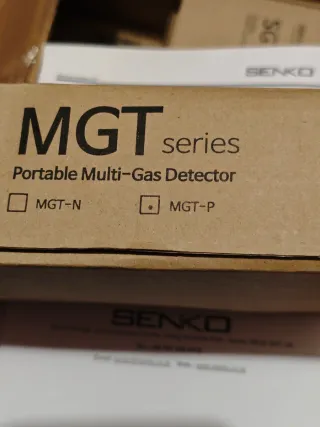 SENKO
MGT series
Portable Multi-Gas Detector
MGT-N MGT-P
SENKO